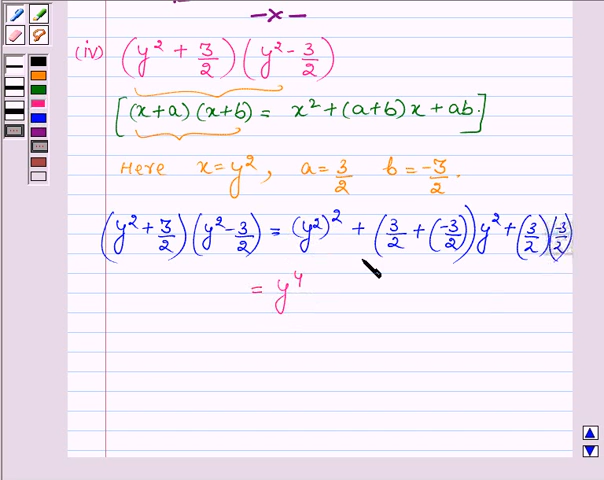 —x—
(iv) (y² + 3/2)(y² - 3/2)
[(x+a)(x+b) = x² + (a+b)x + ab.]
Here x = y², a = 3/2 b = -3/2.
(y² + 3/2)(y² - 3/2) = (y²)² + (3/2 + (-3/2))y² + (3/2)(-3/2)
= y⁴